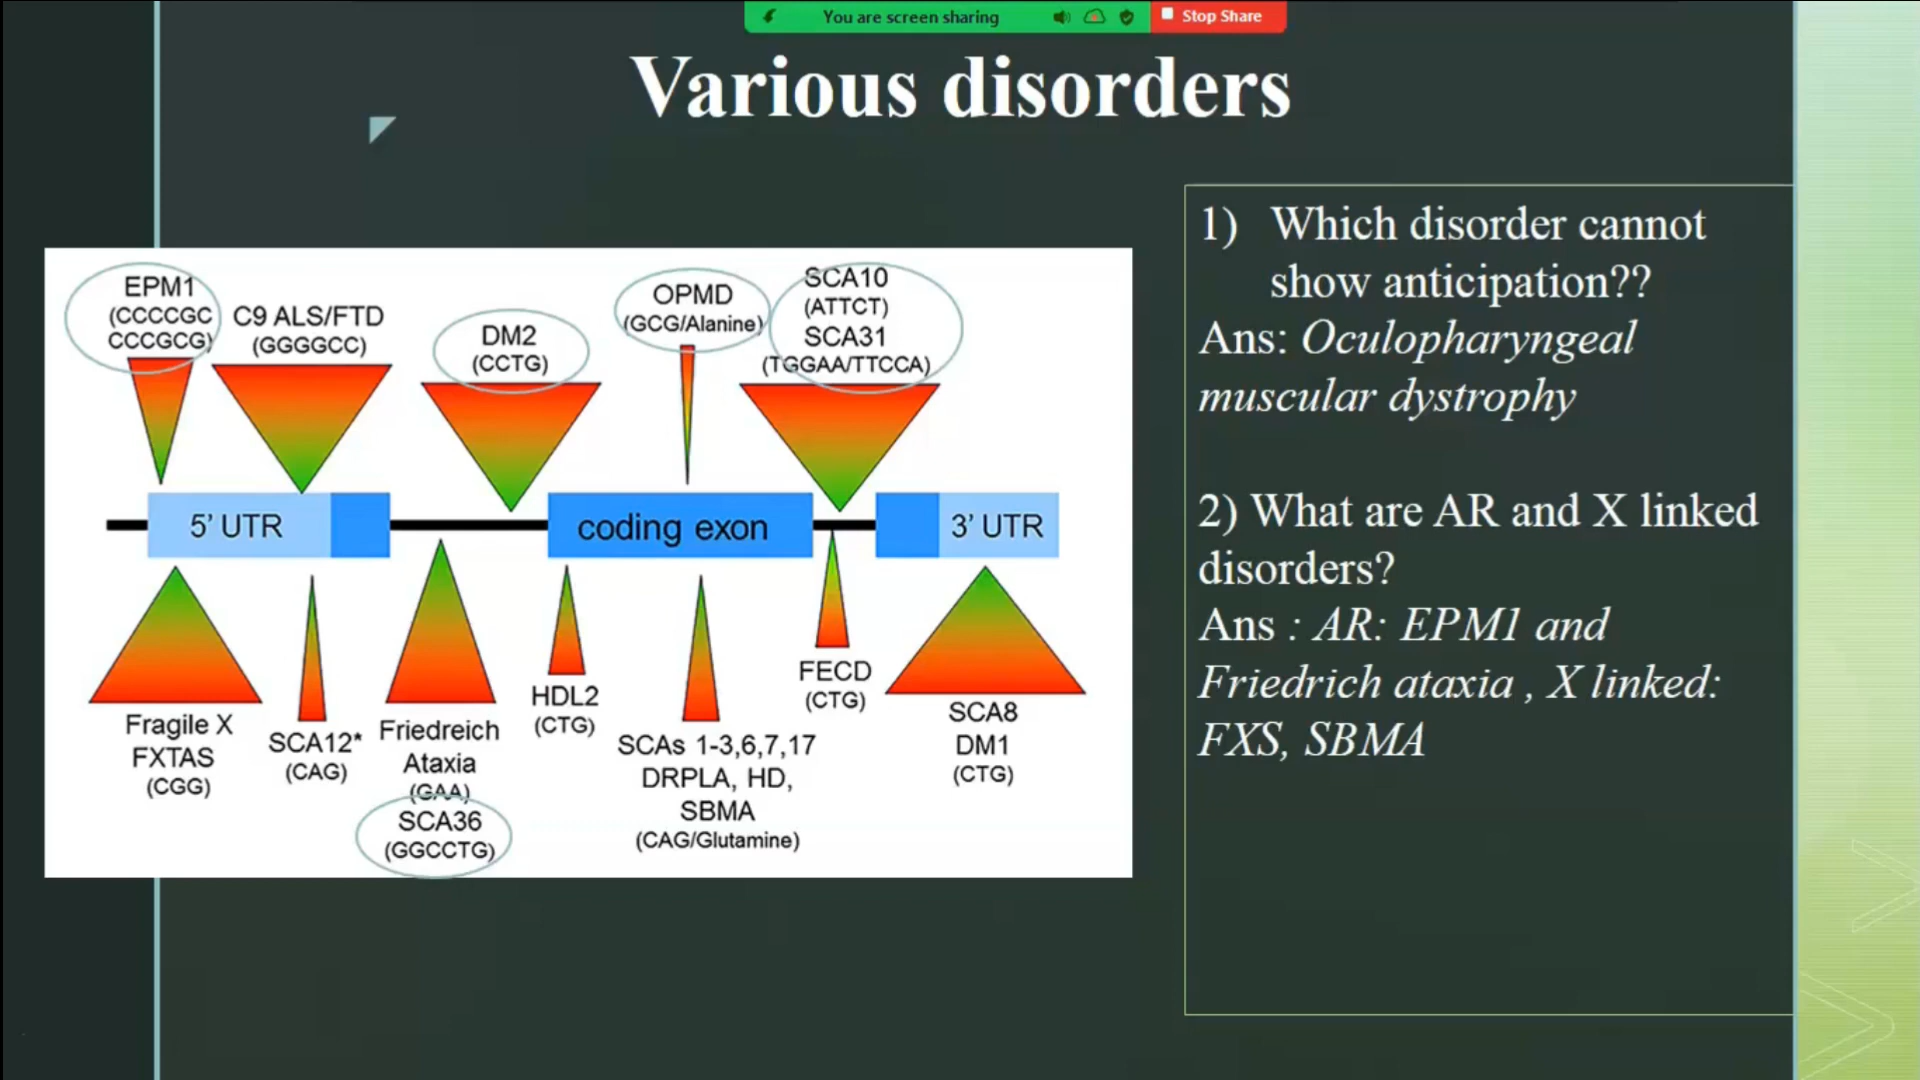 You are screen sharing
Stop Share
Various disorders
EPM1
(CCCCGC
CCCGCG)
C9 ALS/FTD
(GGGGCC)
DM2
(CCTG)
OPMD
(GCG/Alanine)
SCA10
(ATTCT)
SCA31
(TGGAA/TTCCA)
5' UTR
coding exon
3' UTR
Fragile X
FXTAS
(CGG)
SCA12*
(CAG)
Friedreich
Ataxia
(GAA)
SCA36
(GGCCTG)
HDL2
(CTG)
SCAs 1-3,6,7,17
DRPLA, HD,
SBMA
(CAG/Glutamine)
FECD
(CTG)
SCA8
DM1
(CTG)
1) Which disorder cannot
show anticipation??
Ans: Oculopharyngeal
muscular dystrophy
2) What are AR and X linked
disorders?
Ans : AR: EPM1 and
Friedrich ataxia , X linked:
FXS, SBMA